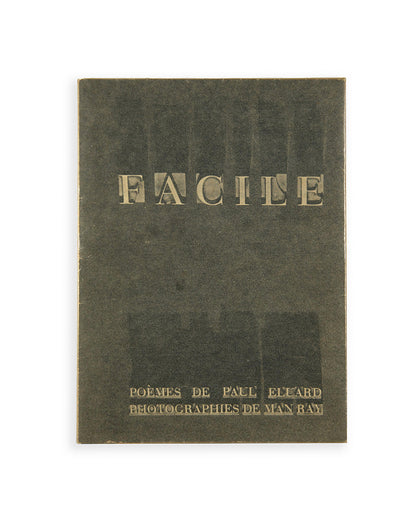 FACILE
POÈMES DE PAUL ELUARD
PHOTOGRAPHIES DE MAN RAY